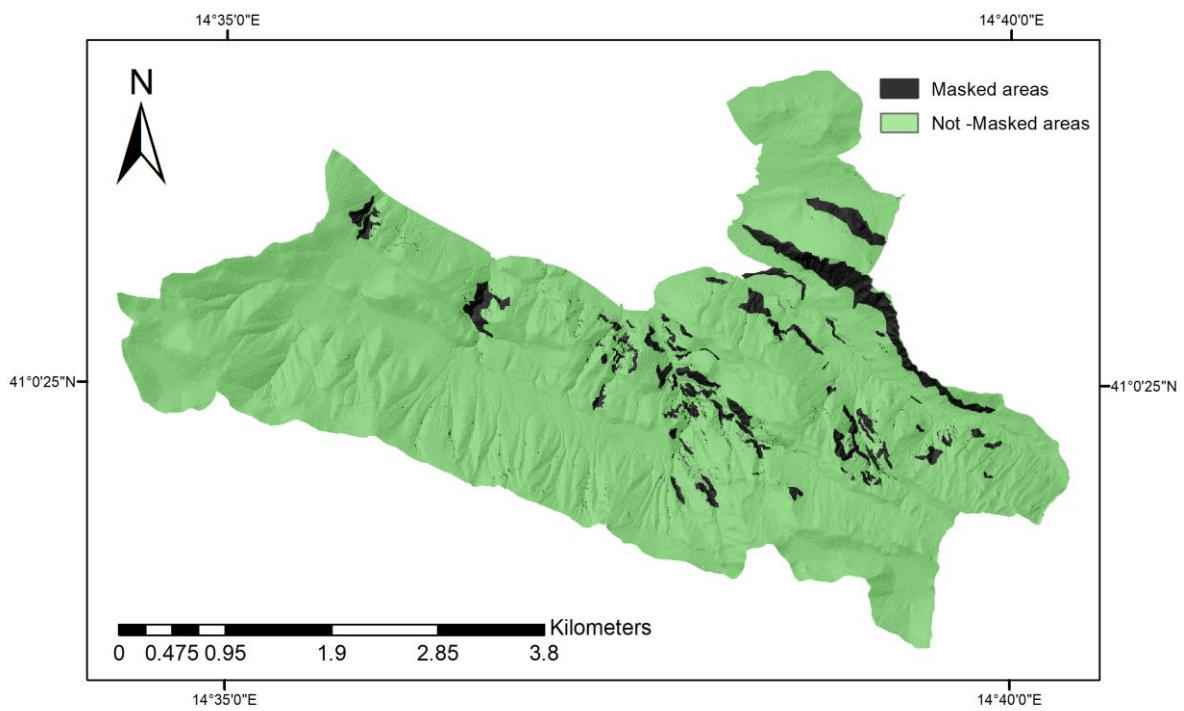 14°35'0"E 14°40'0"E
N
Masked areas
Not -Masked areas
41°0'25"N 41°0'25"N
Kilometers
0 0.475 0.95 1.9 2.85 3.8
14°35'0"E 14°40'0"E